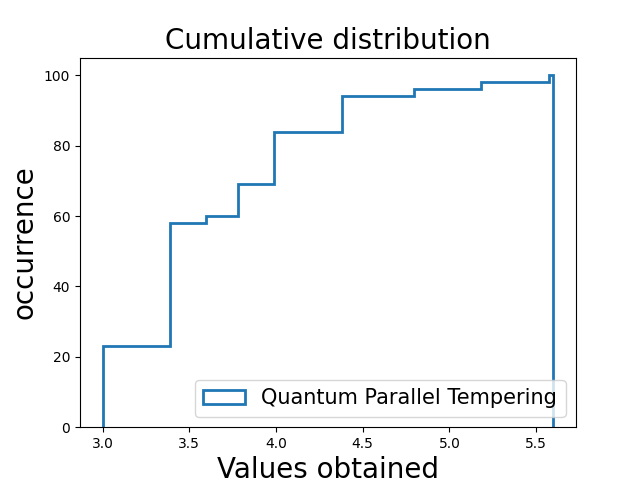 Cumulative distribution
100
80
60
40
20
0
occurrence
Quantum Parallel Tempering
3.0 3.5 4.0 4.5 5.0 5.5
Values obtained